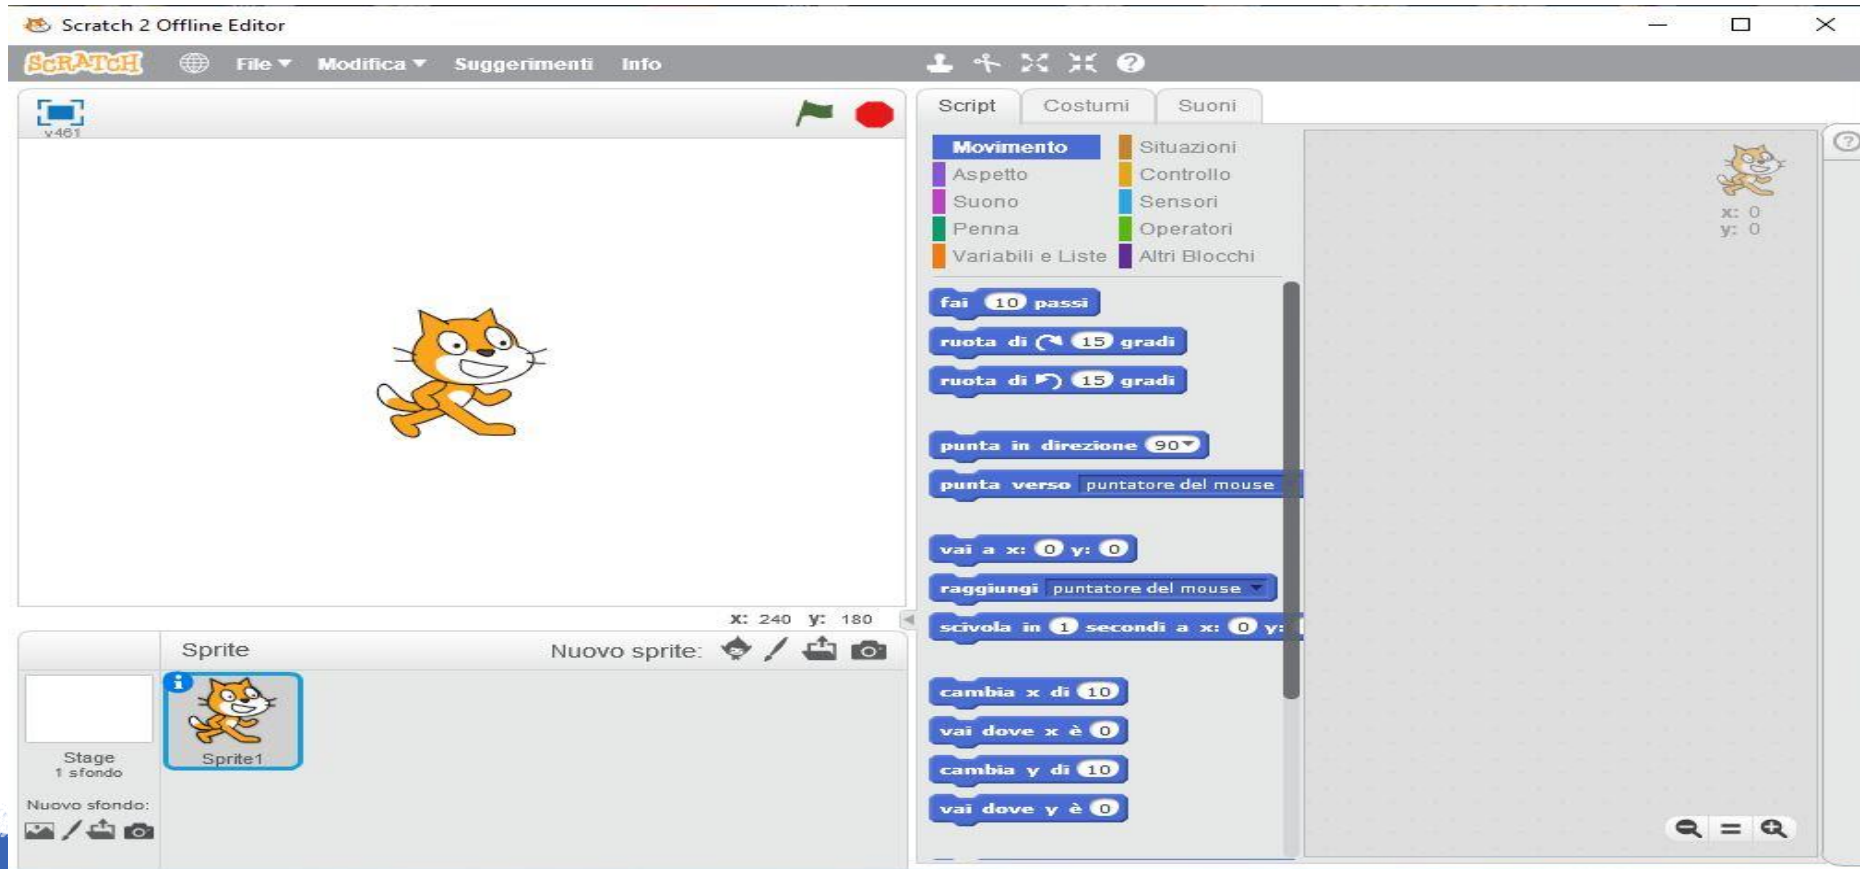 Scratch 2 Offline Editor
SCRATCH File Modifica Suggerimenti Info
v461
x: 240 y: 180
Sprite Nuovo sprite:
Stage
1 sfondo
Sprite1
Nuovo sfondo:
Script Costumi Suoni
Movimento Situazioni
Aspetto Controllo
Suono Sensori
Penna Operatori
Variabili e Liste Altri Blocchi
fai 10 passi
ruota di 15 gradi
ruota di 15 gradi
punta in direzione 90
punta verso puntatore del mouse
vai a x: 0 y: 0
raggiungi puntatore del mouse
scivola in 1 secondi a x: 0 y:
cambia x di 10
vai dove x è 0
cambia y di 10
vai dove y è 0
x: 0
y: 0